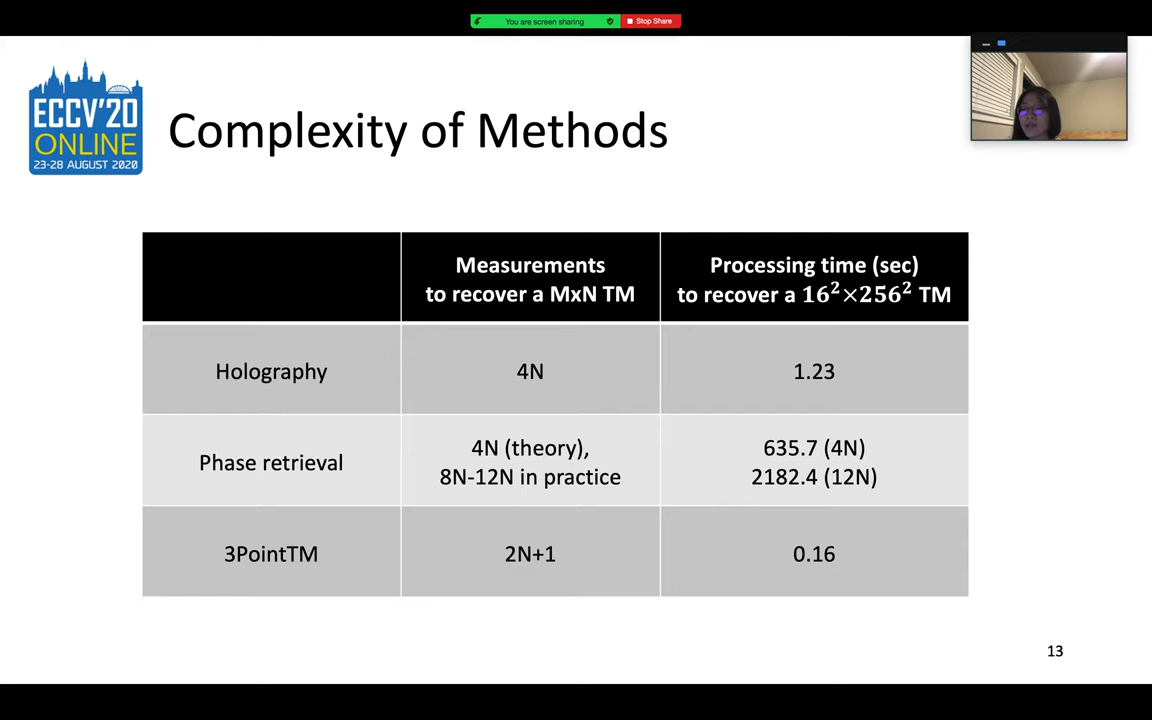 You are screen sharing
Stop Share
ECCV'20
ONLINE
23-28 AUGUST 2020
Complexity of Methods
Measurements
to recover a MxN TM
Processing time (sec)
to recover a 16²×256² TM
Holography
4N
1.23
Phase retrieval
4N (theory),
8N-12N in practice
635.7 (4N)
2182.4 (12N)
3PointTM
2N+1
0.16
13